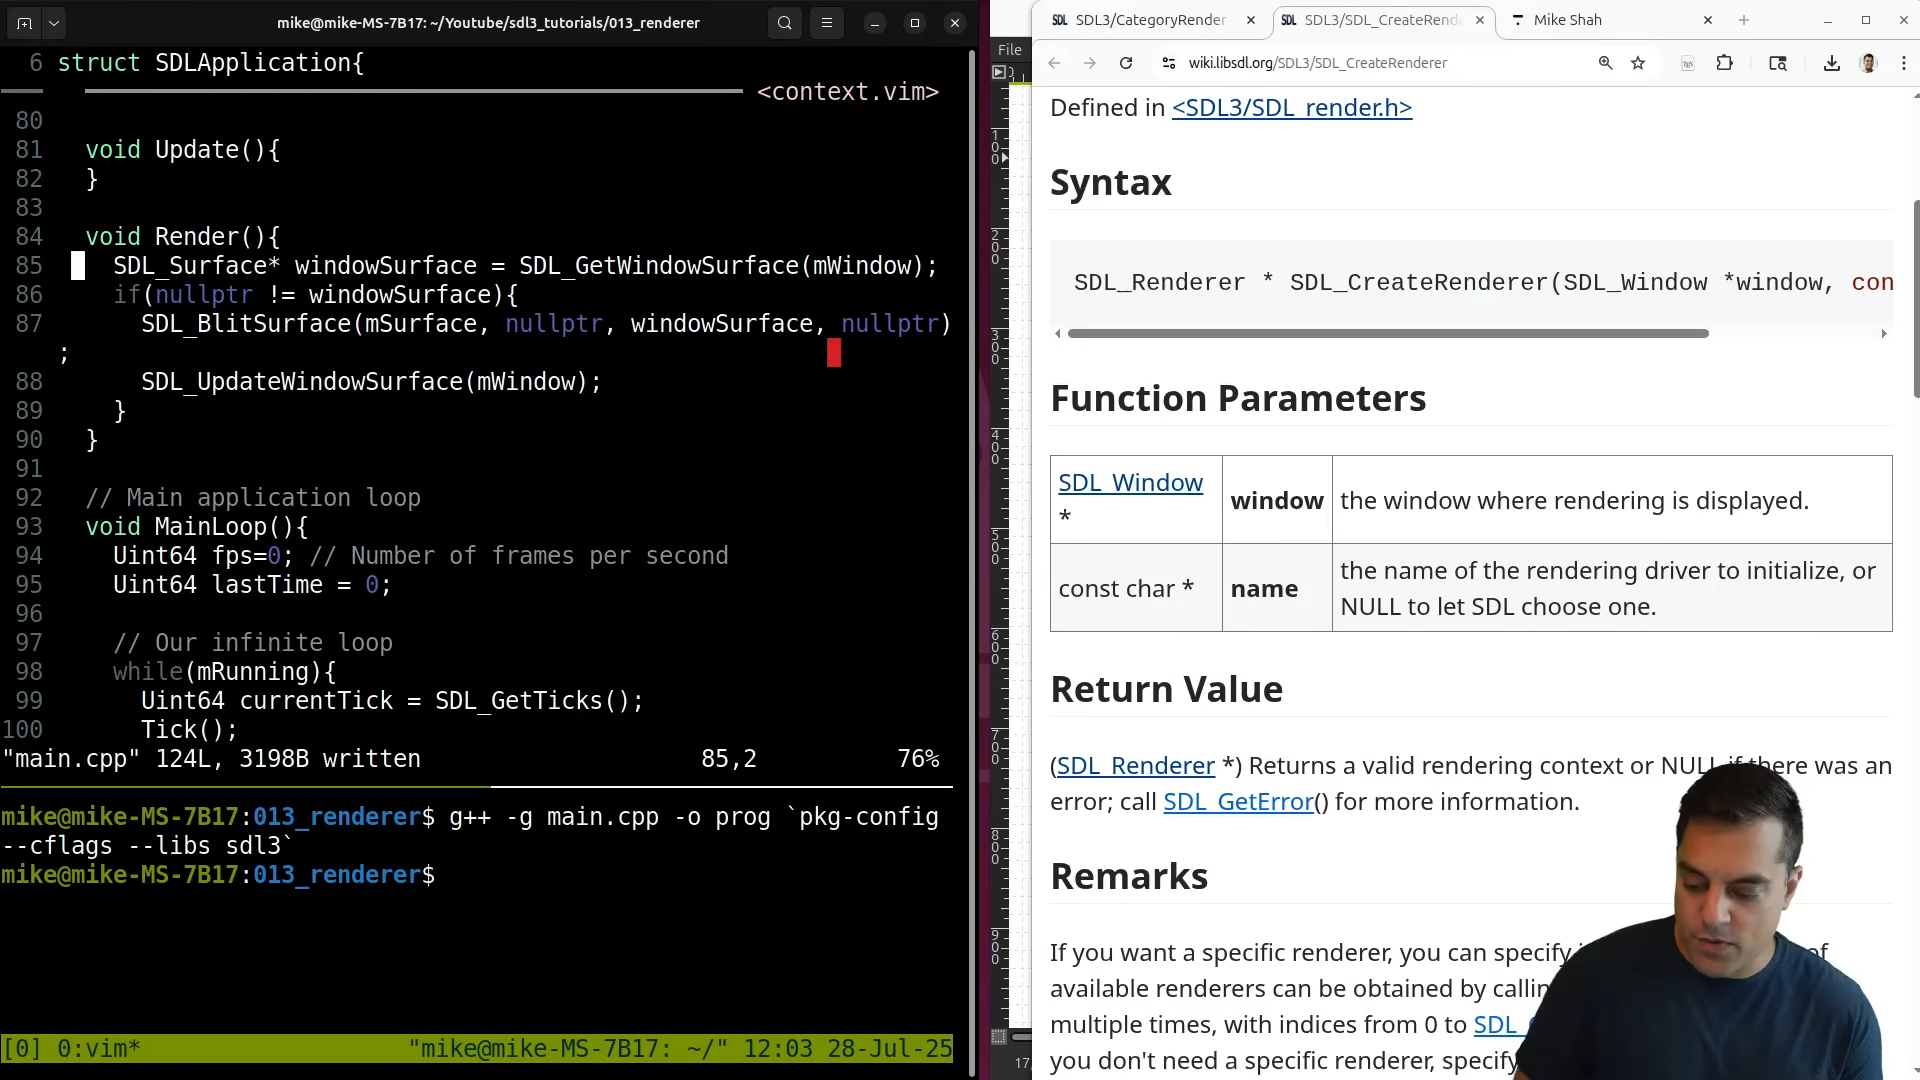 mike@mike-MS-7B17: ~/Youtube/sdl3_tutorials/013_renderer
6 struct SDLApplication{
<context.vim>
80
81 void Update(){
82 }
83
84 void Render(){
85 SDL_Surface* windowSurface = SDL_GetWindowSurface(mWindow);
86 if(nullptr != windowSurface){
87 SDL_BlitSurface(mSurface, nullptr, windowSurface, nullptr)
;
88 SDL_UpdateWindowSurface(mWindow);
89 }
90 }
91
92 // Main application loop
93 void MainLoop(){
94 Uint64 fps=0; // Number of frames per second
95 Uint64 lastTime = 0;
96
97 // Our infinite loop
98 while(mRunning){
99 Uint64 currentTick = SDL_GetTicks();
100 Tick();
"main.cpp" 124L, 3198B written 85,2 76%
mike@mike-MS-7B17:013_renderer$ g++ -g main.cpp -o prog `pkg-config
--cflags --libs sdl3`
mike@mike-MS-7B17:013_renderer$
[0] 0:vim* "mike@mike-MS-7B17: ~/" 12:03 28-Jul-25
File
SDL3/CategoryRender
SDL3/SDL_CreateRende
Mike Shah
wiki.libsdl.org/SDL3/SDL_CreateRenderer
Defined in <SDL3/SDL_render.h>
Syntax
SDL_Renderer * SDL_CreateRenderer(SDL_Window *window, con
Function Parameters
SDL_Window * window the window where rendering is displayed.
const char * name the name of the rendering driver to initialize, or
NULL to let SDL choose one.
Return Value
(SDL_Renderer *) Returns a valid rendering context or NULL if there was an
error; call SDL_GetError() for more information.
Remarks
If you want a specific renderer, you can specify of
available renderers can be obtained by calling
multiple times, with indices from 0 to SDL_
you don't need a specific renderer, specify